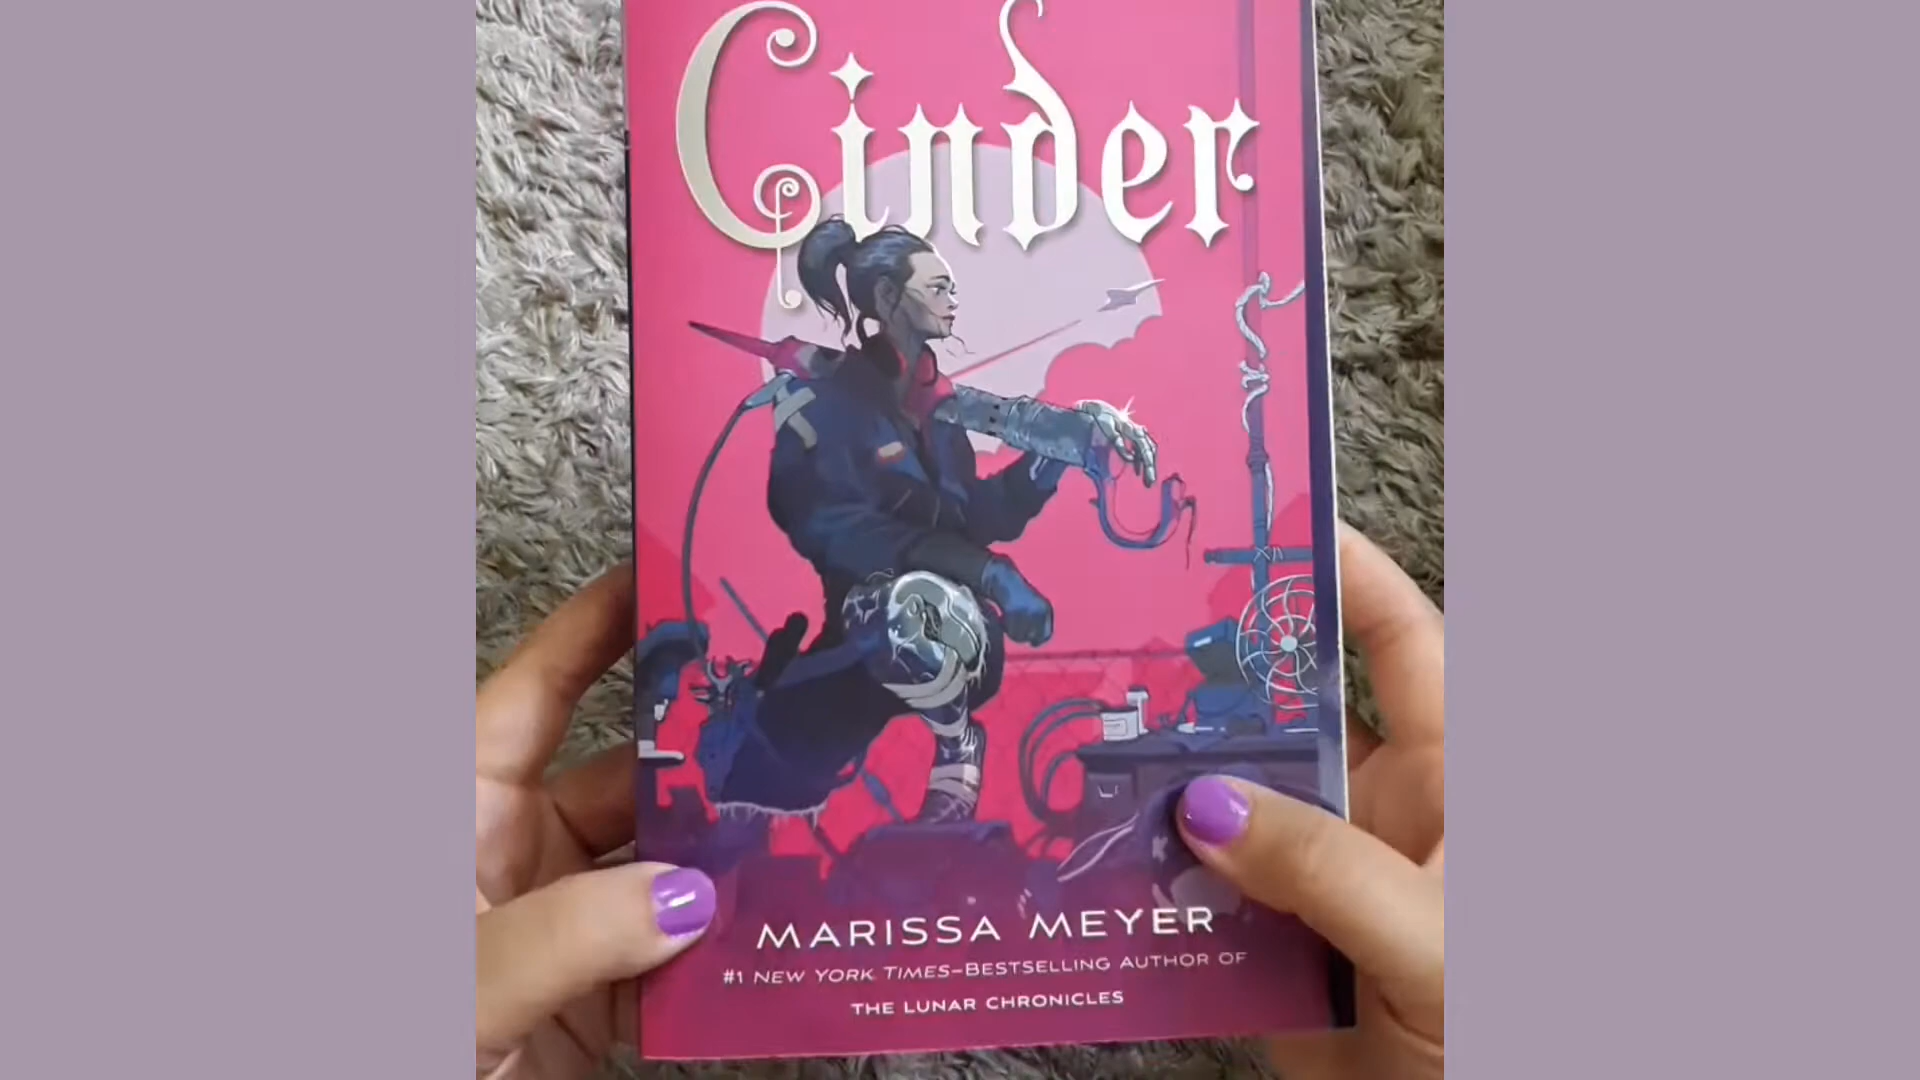 Cinder
MARISSA MEYER
#1 NEW YORK TIMES–BESTSELLING AUTHOR OF
THE LUNAR CHRONICLES